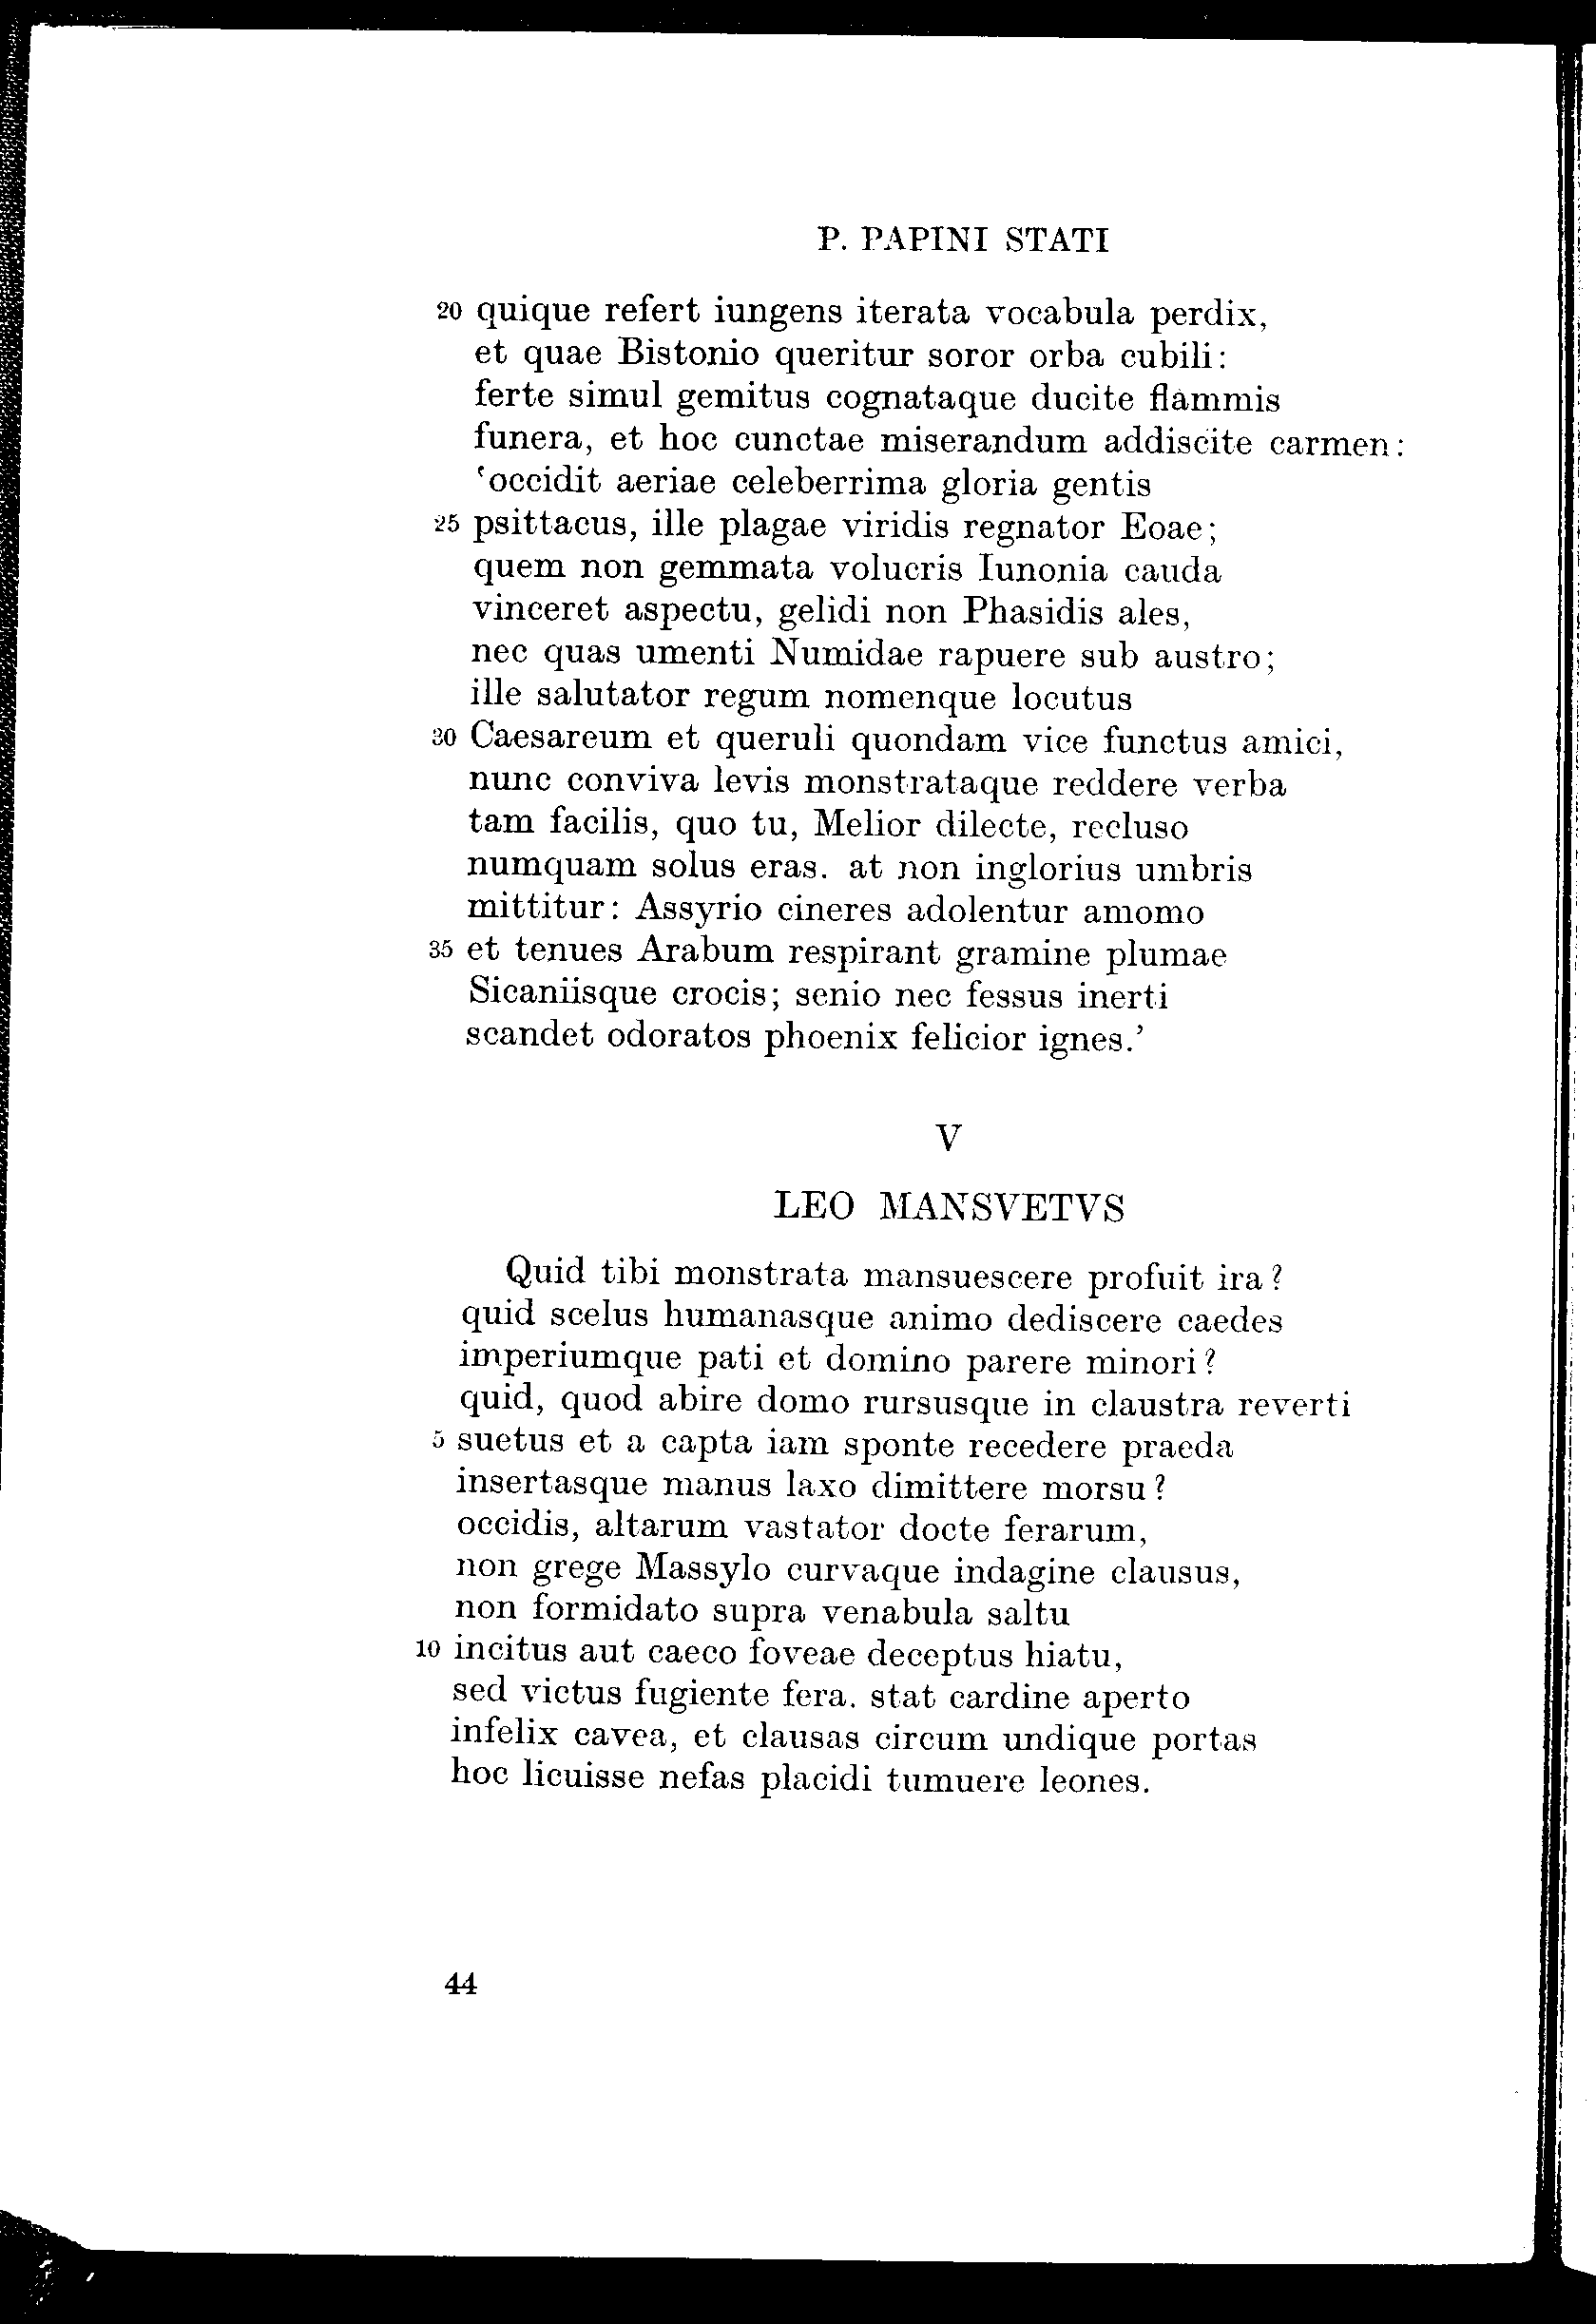 P. PAPINI STATI
20 quique refert iungens iterata vocabula perdix,
et quae Bistonio queritur soror orba cubili:
ferte simul gemitus cognataque ducite flammis
funera, et hoc cunctae miserandum addiscite carmen:
‘occidit aeriae celeberrima gloria gentis
25 psittacus, ille plagae viridis regnator Eoae;
quem non gemmata volucris Iunonia cauda
vinceret aspectu, gelidi non Phasidis ales,
nec quas umenti Numidae rapuere sub austro;
ille salutator regum nomenque locutus
30 Caesareum et queruli quondam vice functus amici,
nunc conviva levis monstrataque reddere verba
tam facilis, quo tu, Melior dilecte, recluso
numquam solus eras. at non inglorius umbris
mittitur: Assyrio cineres adolentur amomo
35 et tenues Arabum respirant gramine plumae
Sicaniisque crocis; senio nec fessus inerti
scandet odoratos phoenix felicior ignes.’
V
LEO MANSVETVS
Quid tibi monstrata mansuescere profuit ira?
quid scelus humanasque animo dediscere caedes
imperiumque pati et domino parere minori?
quid, quod abire domo rursusque in claustra reverti
5 suetus et a capta iam sponte recedere praeda
insertasque manus laxo dimittere morsu?
occidis, altarum vastator docte ferarum,
non grege Massylo curvaque indagine clausus,
non formidato supra venabula saltu
10 incitus aut caeco foveae deceptus hiatu,
sed victus fugiente fera. stat cardine aperto
infelix cavea, et clausas circum undique portas
hoc licuisse nefas placidi tumuere leones.
44